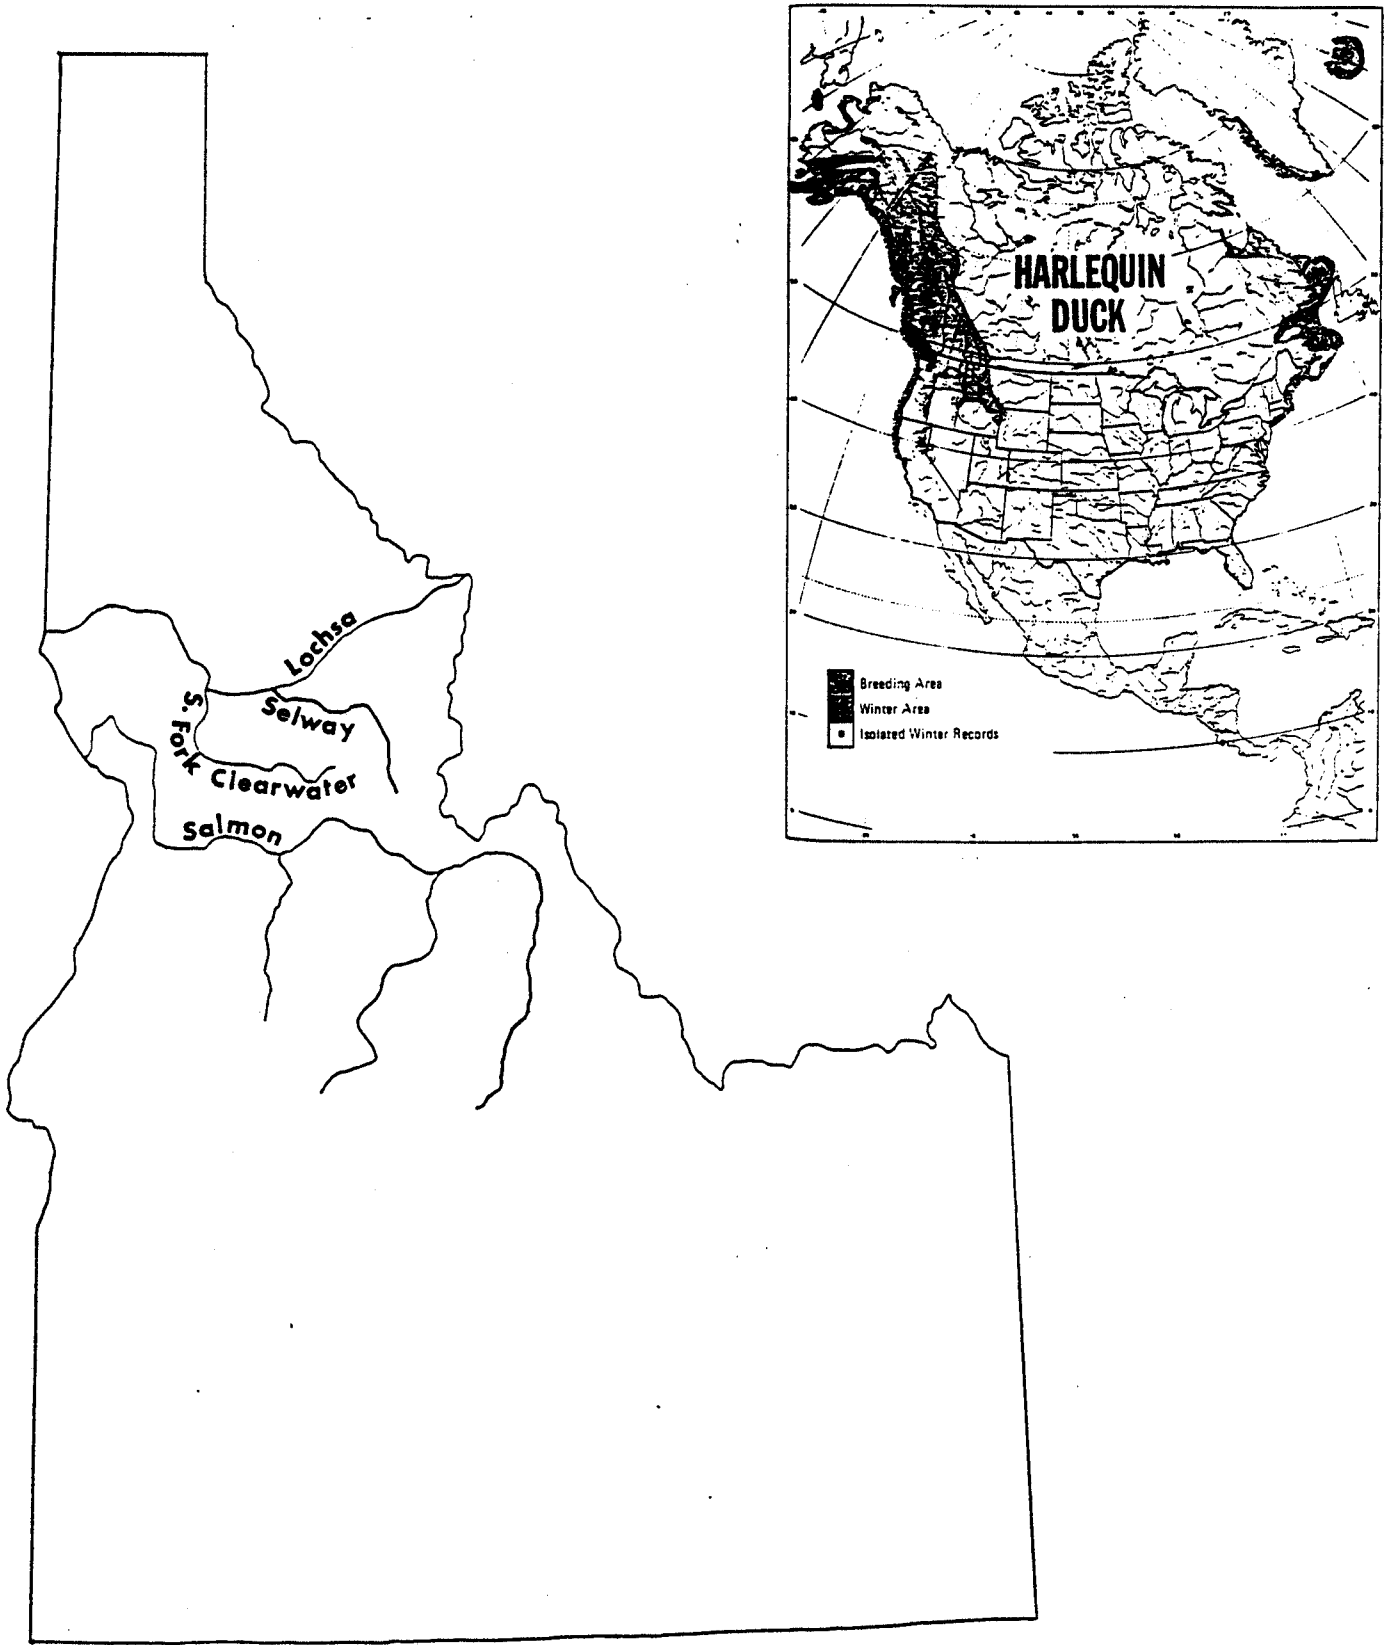 HARLEQUIN
DUCK
Breeding Area
Winter Area
Isolated Winter Records
Lochsa
Selway
S. Fork
Clearwater
Salmon